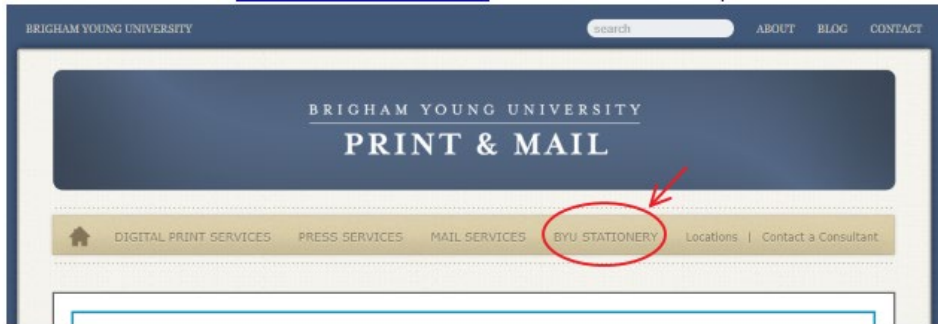 BRIGHAM YOUNG UNIVERSITY search ABOUT BLOG CONTACT
BRIGHAM YOUNG UNIVERSITY
PRINT & MAIL
DIGITAL PRINT SERVICES PRESS SERVICES MAIL SERVICES BYU STATIONERY Locations | Contact a Consultant